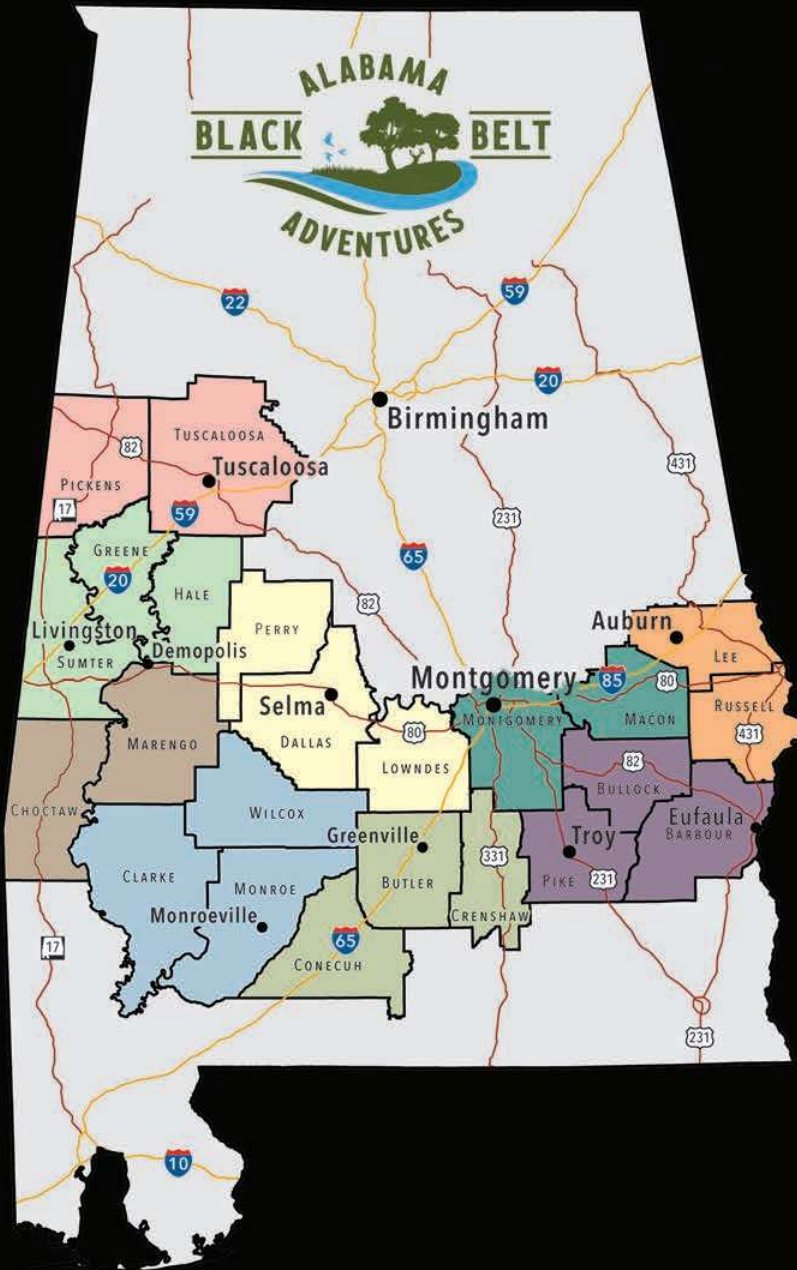 ALABAMA
BLACK BELT
ADVENTURES
22
59
20
Birmingham
TUSCALOOSA
82
Tuscaloosa
431
PICKENS
17
59
231
GREENE
65
20
HALE
82
PERRY
Auburn
Livingston
Demopolis
SUMTER
LEE
Montgomery
85
80
Selma
RUSSELL
MONTGOMERY
MACON
80
431
MARENGO
DALLAS
82
LOWNDES
BULLOCK
CHOCTAW
WILCOX
Eufaula
Greenville
Troy
BARBOUR
331
CLARKE
BUTLER
PIKE
231
MONROE
Monroeville
CRENSHAW
65
17
CONECUH
231
10